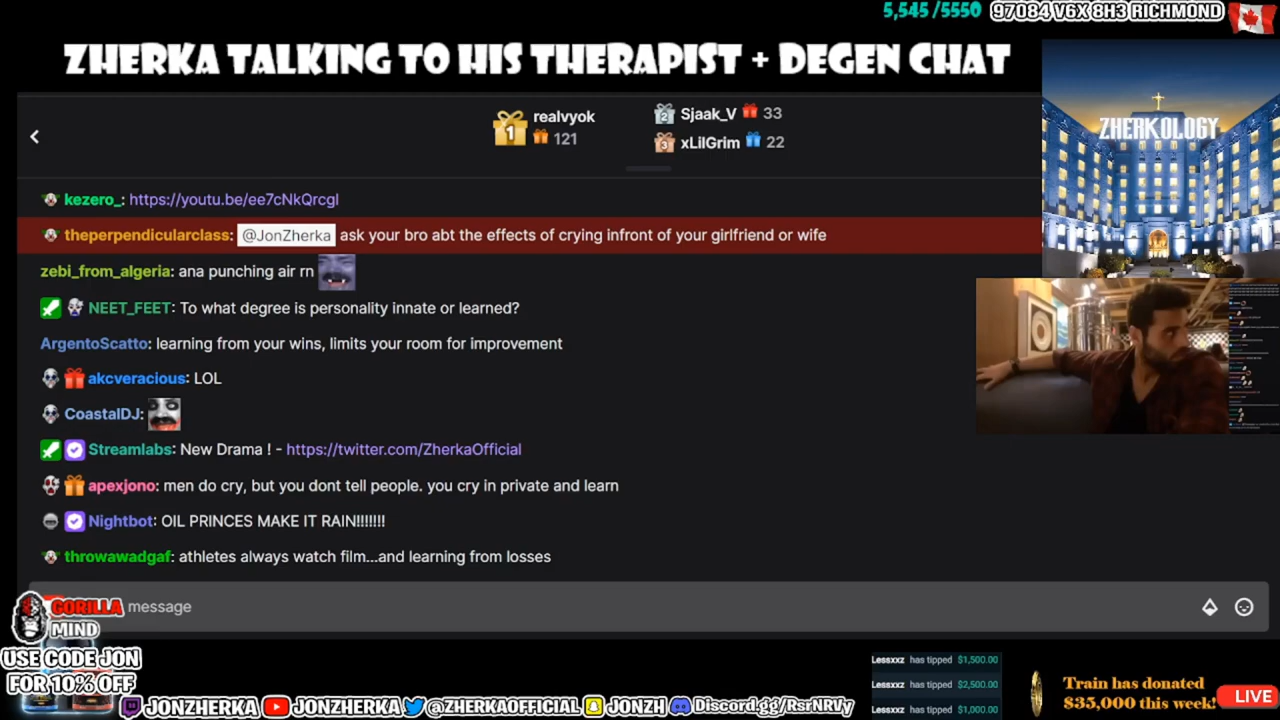 5,545 /5550
97084 V6X 8H3 RICHMOND
ZHERKA TALKING TO HIS THERAPIST + DEGEN CHAT
ZHERKOLOGY
1 realvyok 121
2 Sjaak_V 33
3 xLilGrim 22
kezero_: https://youtu.be/ee7cNkQrcgI
theperpendicularclass: @JonZherka ask your bro abt the effects of crying infront of your girlfriend or wife
zebi_from_algeria: ana punching air rn
NEET_FEET: To what degree is personality innate or learned?
ArgentoScatto: learning from your wins, limits your room for improvement
akcveracious: LOL
CoastalDJ:
Streamlabs: New Drama ! - https://twitter.com/ZherkaOfficial
apexjono: men do cry, but you dont tell people. you cry in private and learn
Nightbot: OIL PRINCES MAKE IT RAIN!!!!!!!
throwawadgaf: athletes always watch film...and learning from losses
message
GORILLA
MIND
USE CODE JON
FOR 10% OFF
JONZHERKA JONZHERKA @ZHERKAOFFICIAL JONZH Discord.gg/RsrNRVy
Lessxxz has tipped $1,500.00
Lessxxz has tipped $2,500.00
Lessxxz has tipped $1,000.00
Train has donated
$35,000 this week!
LIVE